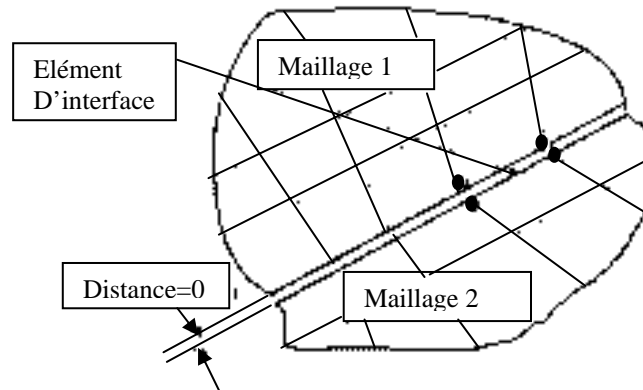 Elément
D'interface
Maillage 1
Distance=0
Maillage 2